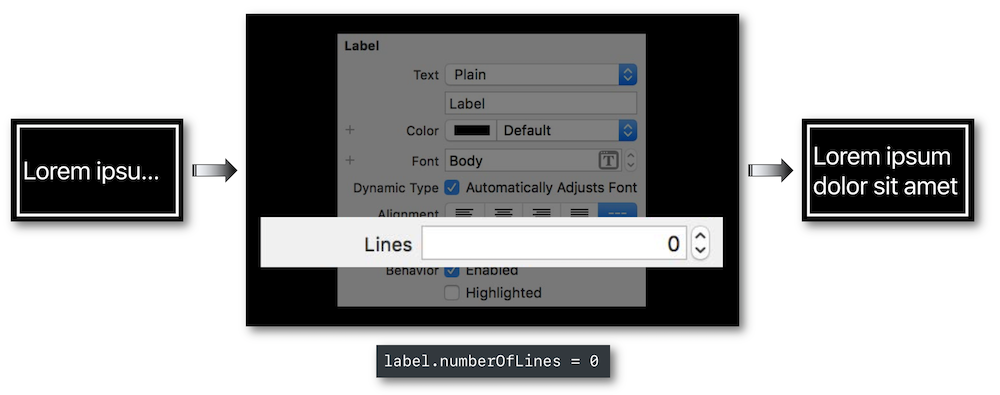 Lorem ipsu...
Label
Text Plain
Label
+ Color Default
+ Font Body T
Dynamic Type Automatically Adjusts Font
Alignment ---
Lines 0
Behavior Enabled
Highlighted
Lorem ipsum
dolor sit amet
label.numberOfLines = 0